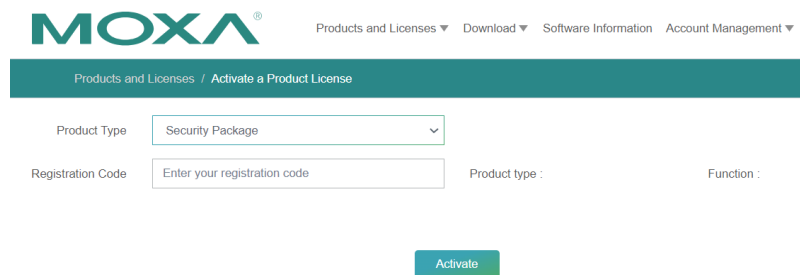 MOXA®
Products and Licenses ▼ Download ▼ Software Information Account Management ▼
Products and Licenses / Activate a Product License
Product Type Security Package
Registration Code Enter your registration code Product type : Function :
Activate